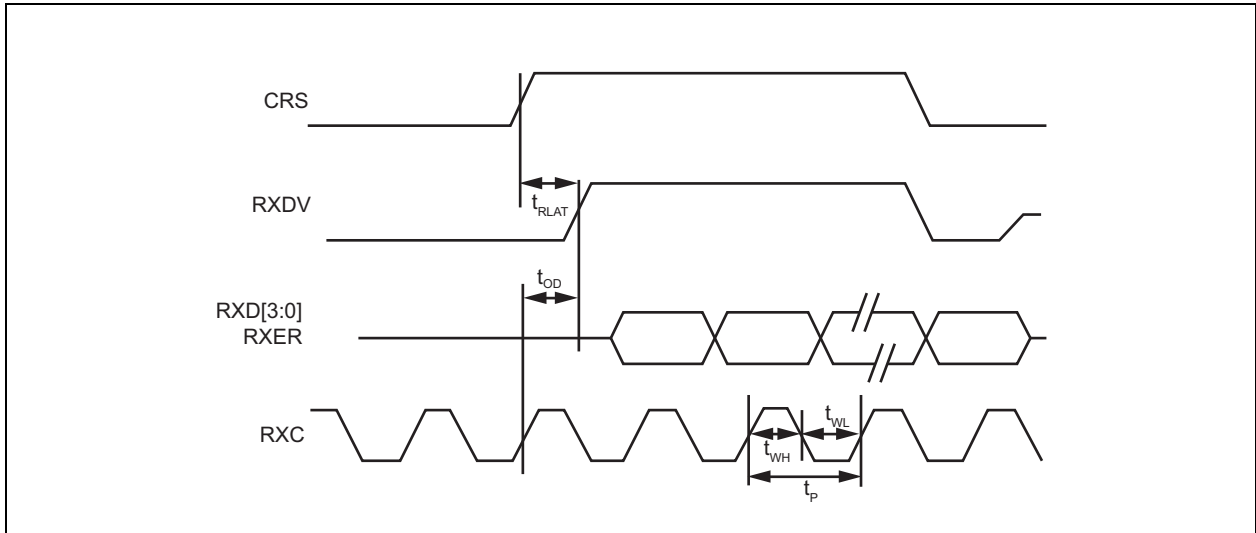 CRS
RXDV
tRLAT
tOD
RXD[3:0]
RXER
RXC
tWL
tWH
tP